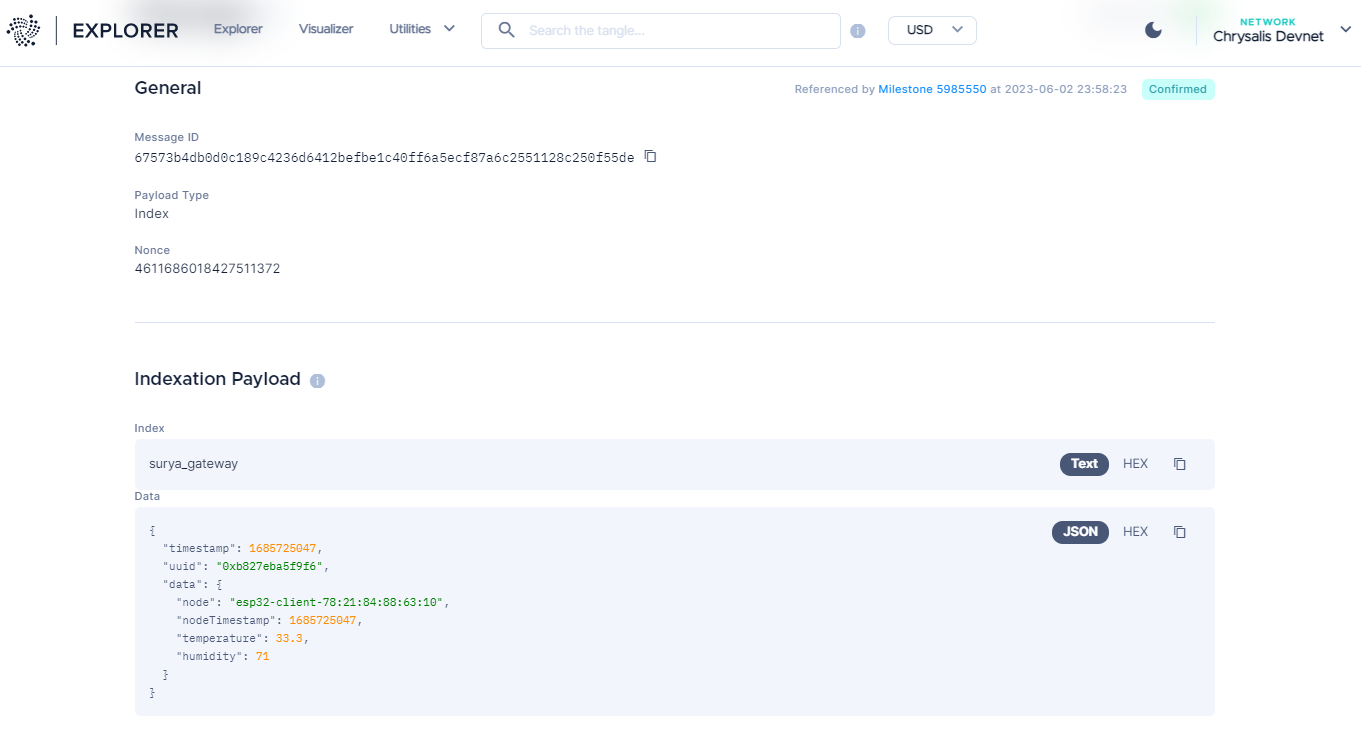 EXPLORER Explorer Visualizer Utilities Search the tangle... USD NETWORK
Chrysalis Devnet
General Referenced by Milestone 5985550 at 2023-06-02 23:58:23 Confirmed
Message ID
67573b4db0d0c189c4236d6412befbe1c40ff6a5ecf87a6c2551128c250f55de
Payload Type
Index
Nonce
4611686018427511372
Indexation Payload
Index
surya_gateway Text HEX
Data
{ JSON HEX
"timestamp": 1685725047,
"uuid": "0xb827eba5f9f6",
"data": {
"node": "esp32-client-78:21:84:88:63:10",
"nodeTimestamp": 1685725047,
"temperature": 33.3,
"humidity": 71
}
}